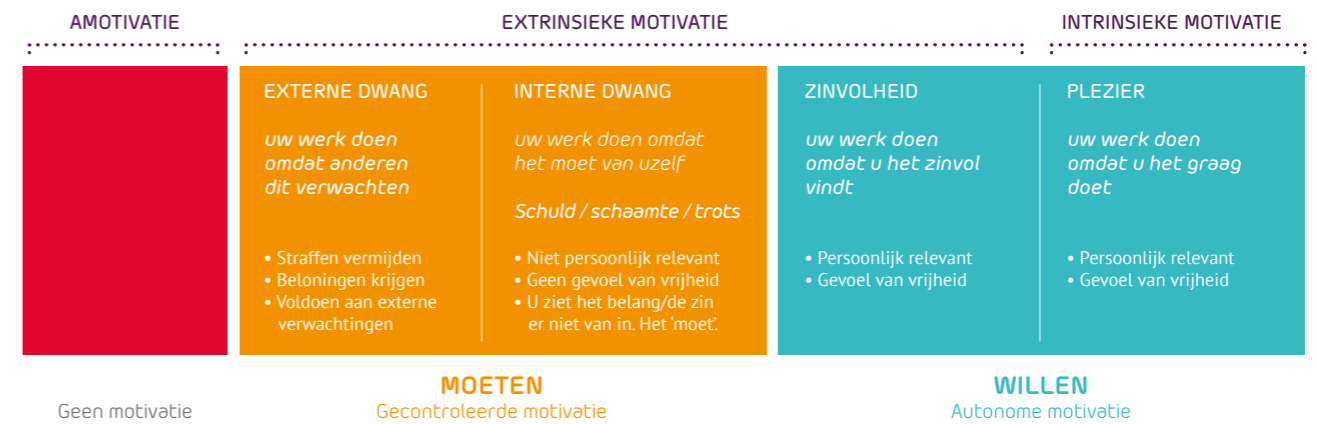 AMOTIVATIE
EXTRINSIEKE MOTIVATIE
INTRINSIEKE MOTIVATIE
EXTERNE DWANG
uw werk doen
omdat anderen
dit verwachten
• Straffen vermijden
• Beloningen krijgen
• Voldoen aan externe
verwachtingen
INTERNE DWANG
uw werk doen omdat
het moet van uzelf
Schuld / schaamte / trots
• Niet persoonlijk relevant
• Geen gevoel van vrijheid
• U ziet het belang/de zin
er niet van in. Het ‘moet’.
ZINVOLHEID
uw werk doen
omdat u het zinvol
vindt
• Persoonlijk relevant
• Gevoel van vrijheid
PLEZIER
uw werk doen
omdat u het graag
doet
• Persoonlijk relevant
• Gevoel van vrijheid
Geen motivatie
MOETEN
Gecontroleerde motivatie
WILLEN
Autonome motivatie